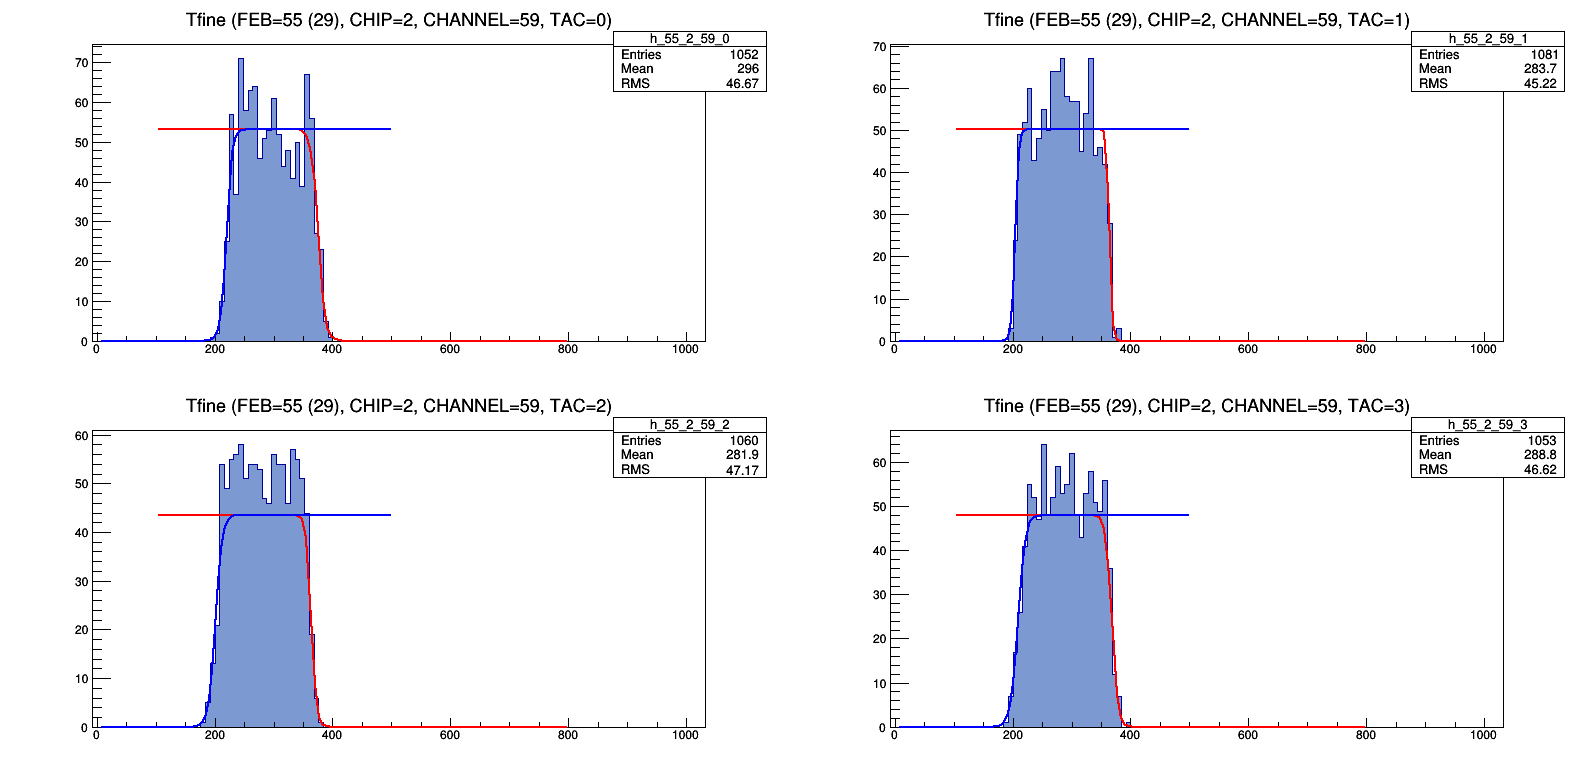 Tfine (FEB=55 (29), CHIP=2, CHANNEL=59, TAC=0)
h_55_2_59_0
Entries 1052
Mean 296
RMS 46.67
70
60
50
40
30
20
10
0
0 200 400 600 800 1000
Tfine (FEB=55 (29), CHIP=2, CHANNEL=59, TAC=1)
h_55_2_59_1
Entries 1081
Mean 283.7
RMS 45.22
70
60
50
40
30
20
10
0
0 200 400 600 800 1000
Tfine (FEB=55 (29), CHIP=2, CHANNEL=59, TAC=2)
h_55_2_59_2
Entries 1060
Mean 281.9
RMS 47.17
60
50
40
30
20
10
0
0 200 400 600 800 1000
Tfine (FEB=55 (29), CHIP=2, CHANNEL=59, TAC=3)
h_55_2_59_3
Entries 1053
Mean 288.8
RMS 46.62
60
50
40
30
20
10
0
0 200 400 600 800 1000